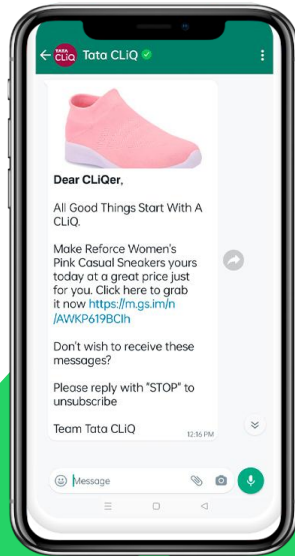 TATA
CLiQ
Tata CLiQ
Dear CLiQer,
All Good Things Start With A
CLiQ.
Make Reforce Women's
Pink Casual Sneakers yours
today at a great price just
for you. Click here to grab
it now https://m.gs.im/n
/AWKP619BCIh
Don't wish to receive these
messages?
Please reply with "STOP" to
unsubscribe
Team Tata CLiQ
12:16 PM
Message